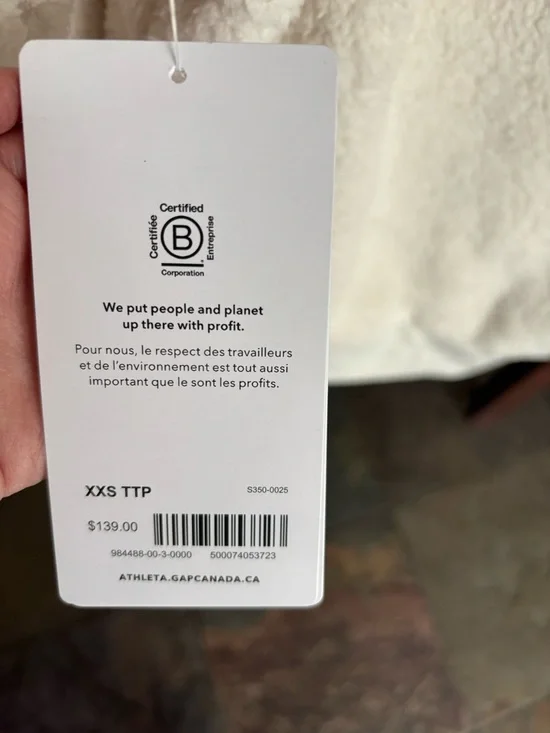 Certified
Certifiée
B
Entreprise
Corporation
We put people and planet
up there with profit.
Pour nous, le respect des travailleurs
et de l'environnement est tout aussi
important que le sont les profits.
XXS TTP
S350-0025
$139.00
984488-00-3-0000 500074053723
ATHLETA.GAPCANADA.CA